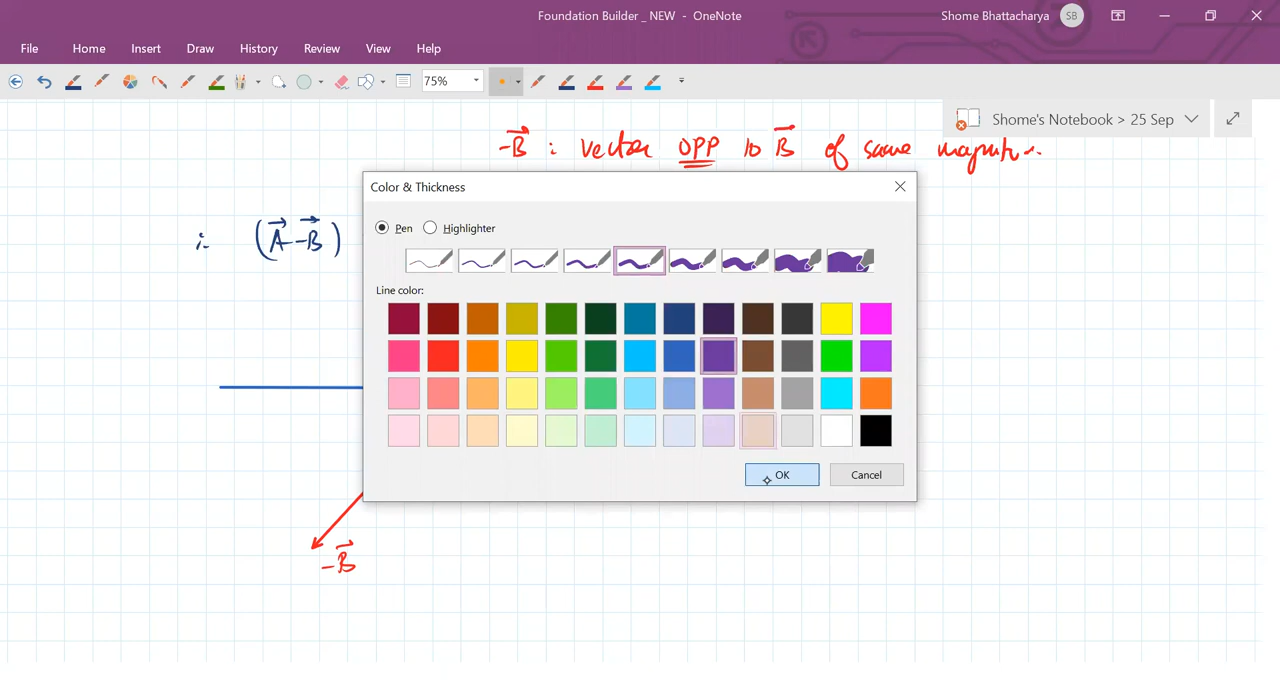 Foundation Builder _ NEW - OneNote
Shome Bhattacharya SB
File Home Insert Draw History Review View Help
75%
Shome's Notebook > 25 Sep
-B⃗ : vector OPP to B⃗ of same
Color & Thickness
(A⃗-B⃗)
Pen Highlighter
Line color:
OK Cancel
-B⃗